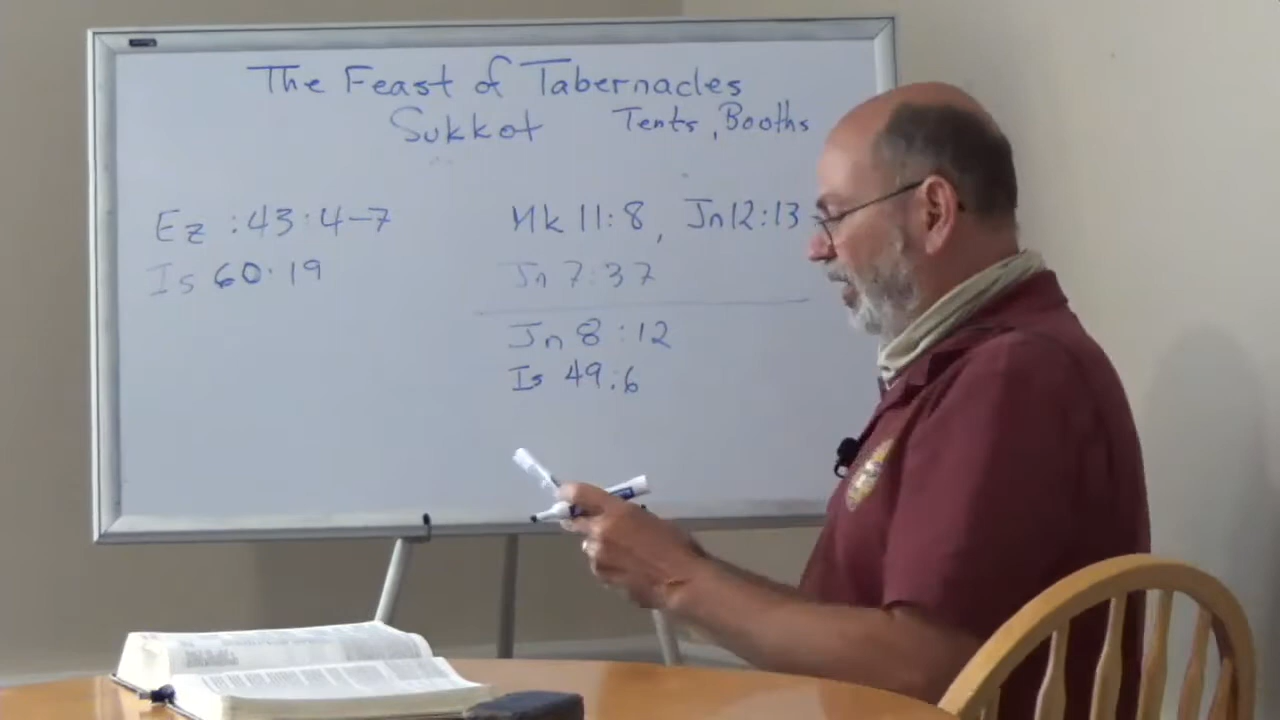 The Feast of Tabernacles
Sukkot Tents, Booths
Ez :43:4-7
Is 60:19
Mk 11:8, Jn 12:13
Jn 7:37
Jn 8:12
Is 49:6